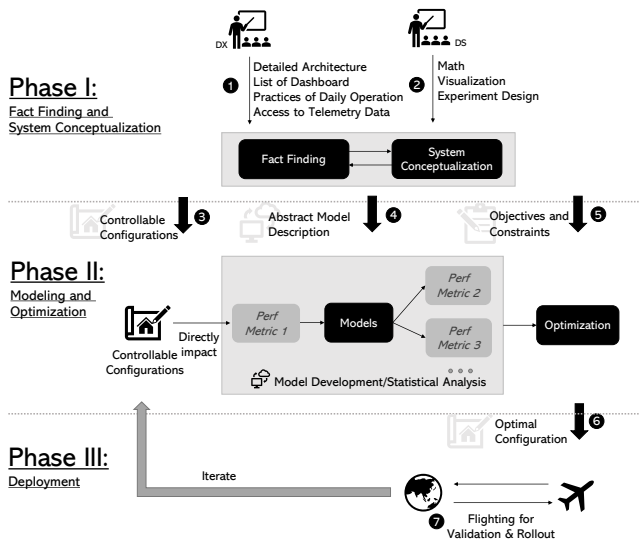 DX
DS
1
Detailed Architecture
List of Dashboard
Practices of Daily Operation
Access to Telemetry Data
2
Math
Visualization
Experiment Design
Phase I:
Fact Finding and
System Conceptualization
Fact Finding
System
Conceptualization
Controllable
Configurations
3
Abstract Model
Description
4
Objectives and
Constraints
5
Phase II:
Modeling and
Optimization
Controllable
Configurations
Directly
impact
Perf
Metric 1
Models
Perf
Metric 2
Perf
Metric 3
Optimization
Model Development/Statistical Analysis
Optimal
Configuration
6
Phase III:
Deployment
Iterate
7
Flighting for
Validation & Rollout